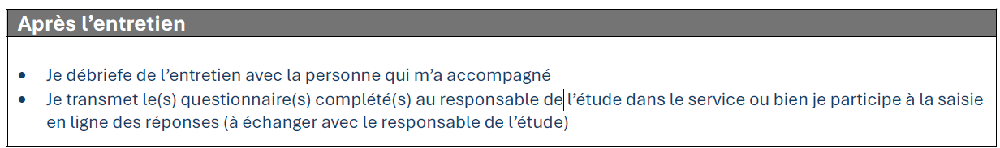 Après l’entretien
• Je débriefe de l’entretien avec la personne qui m’a accompagné
• Je transmet le(s) questionnaire(s) complété(s) au responsable de l’étude dans le service ou bien je participe à la saisie
en ligne des réponses (à échanger avec le responsable de l’étude)